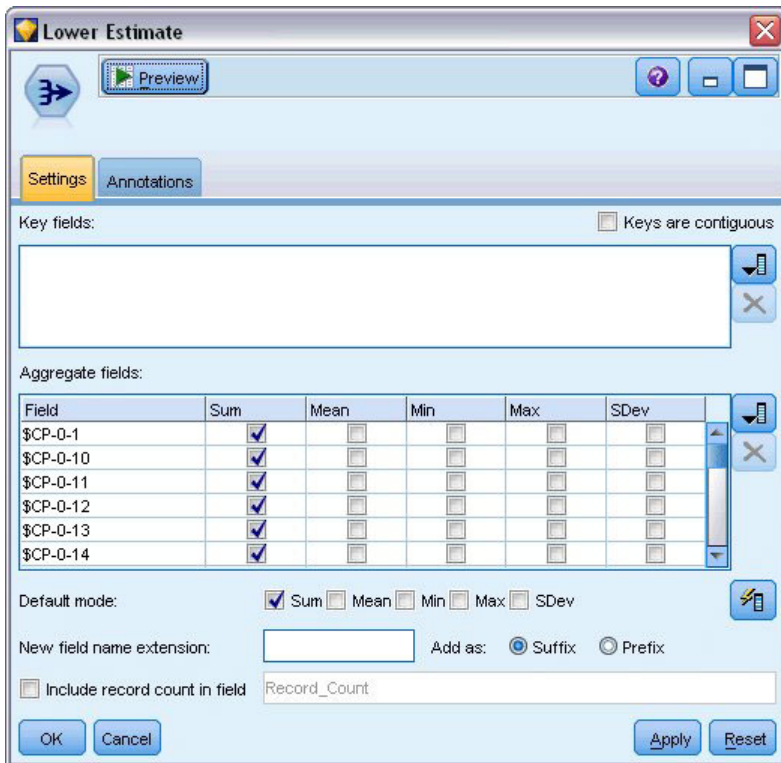 Lower Estimate
Preview
Settings Annotations
Key fields: Keys are contiguous
Aggregate fields:
Field Sum Mean Min Max SDev
$CP-0-1
$CP-0-10
$CP-0-11
$CP-0-12
$CP-0-13
$CP-0-14
Default mode: Sum Mean Min Max SDev
New field name extension: Add as: Suffix Prefix
Include record count in field Record_Count
OK Cancel Apply Reset